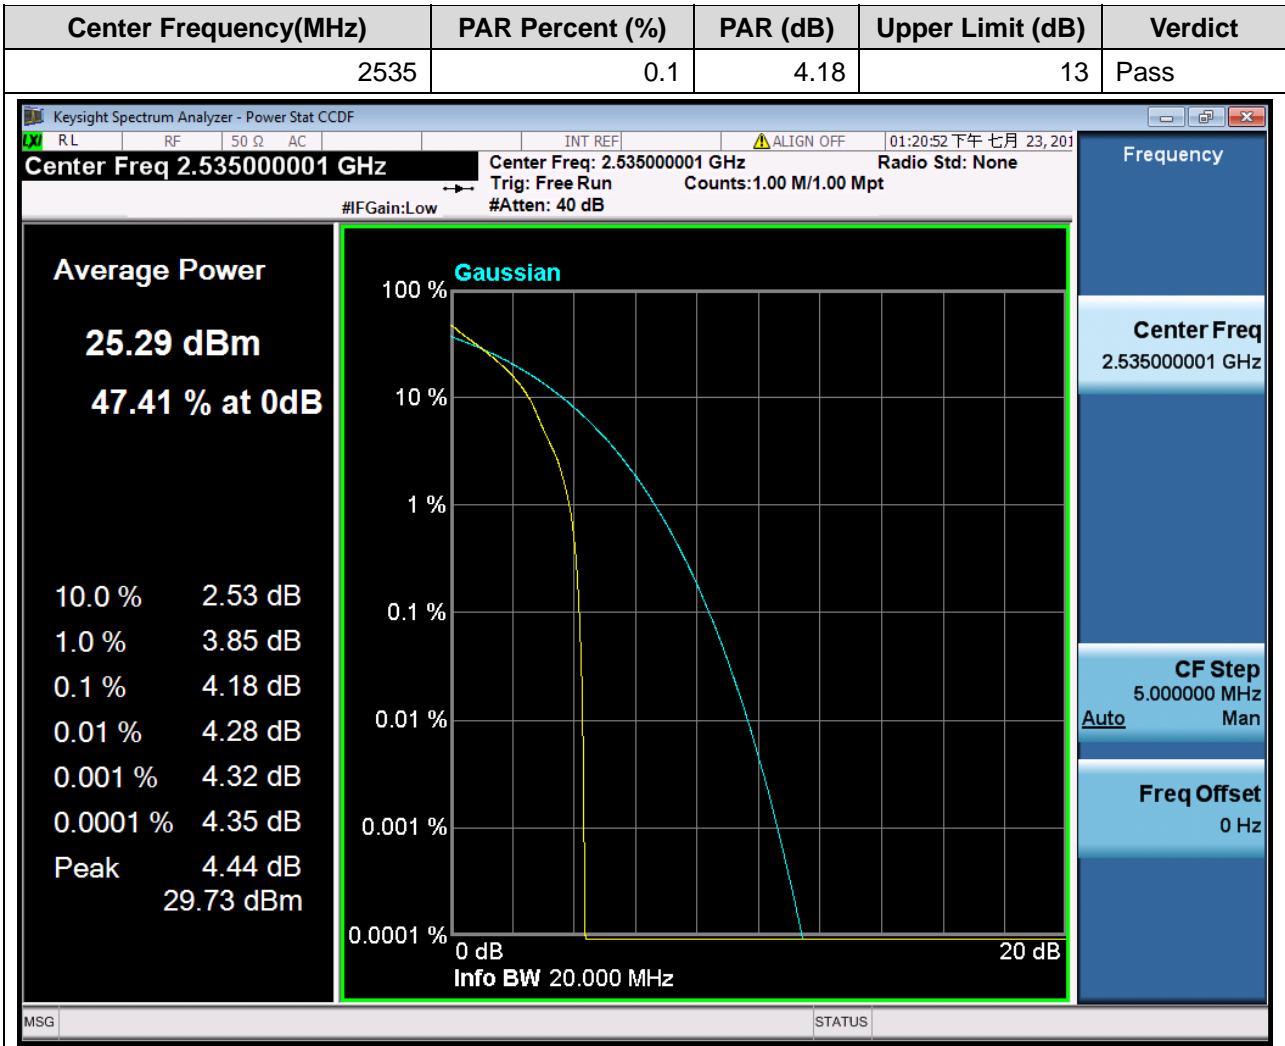 Center Frequency(MHz) PAR Percent (%) PAR (dB) Upper Limit (dB) Verdict
2535 0.1 4.18 13 Pass
Keysight Spectrum Analyzer - Power Stat CCDF
LXI RL RF 50 Ω AC INT REF ALIGN OFF 01:20:52 下午 七月 23, 201
Center Freq 2.535000001 GHz
Center Freq: 2.535000001 GHz Radio Std: None
Trig: Free Run Counts:1.00 M/1.00 Mpt
#IFGain:Low #Atten: 40 dB
Frequency
Average Power
25.29 dBm
47.41 % at 0dB
10.0 % 2.53 dB
1.0 % 3.85 dB
0.1 % 4.18 dB
0.01 % 4.28 dB
0.001 % 4.32 dB
0.0001 % 4.35 dB
Peak 4.44 dB
29.73 dBm
Gaussian
100 %
10 %
1 %
0.1 %
0.01 %
0.001 %
0.0001 %
0 dB 20 dB
Info BW 20.000 MHz
Center Freq
2.535000001 GHz
CF Step
5.000000 MHz
Auto Man
Freq Offset
0 Hz
MSG STATUS